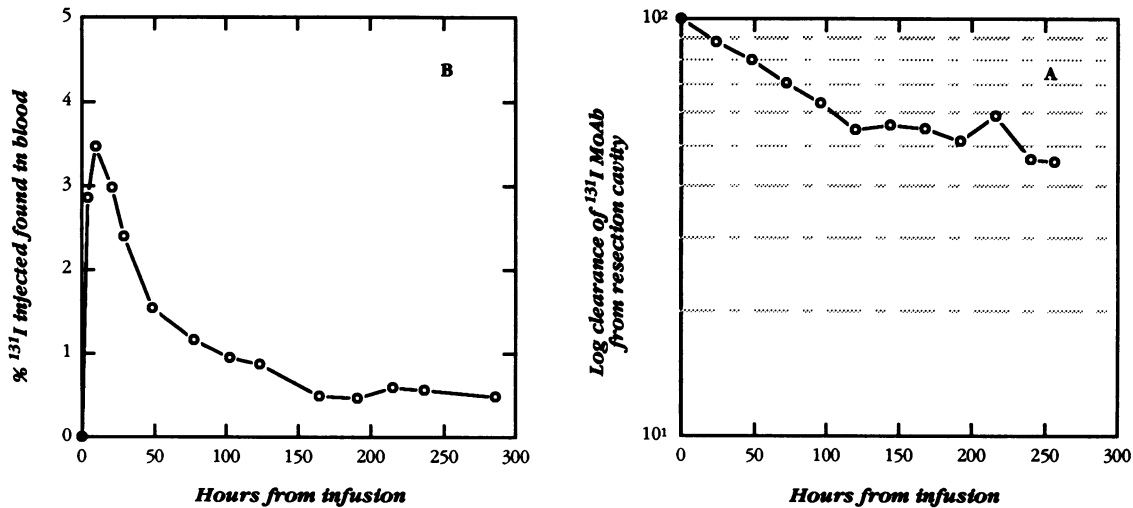 5
4
3
2
1
0
% ¹³¹I injected found in blood
B
0 50 100 150 200 250 300
Hours from infusion
10²
10¹
Log clearance of ¹³¹I MoAb
from resection cavity
A
0 50 100 150 200 250 300
Hours from infusion